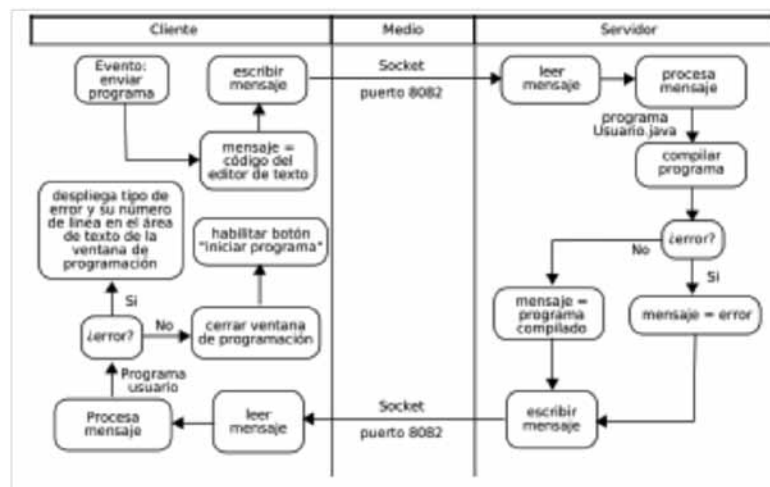 Cliente
Medio
Servidor
Evento:
enviar
programa
escribir
mensaje
Socket
puerto 8082
leer
mensaje
procesa
mensaje
mensaje =
código del
editor de texto
programa
Usuario.java
compilar
programa
despliega tipo de
error y su número
de linea en el área
de texto de la
ventana de
programación
habilitar botón
"iniciar programa"
¿error?
No
Si
mensaje =
programa
compilado
mensaje = error
Si
¿error?
No
cerrar ventana
de programación
Programa
usuario
Procesa
mensaje
leer
mensaje
Socket
puerto 8082
escribir
mensaje